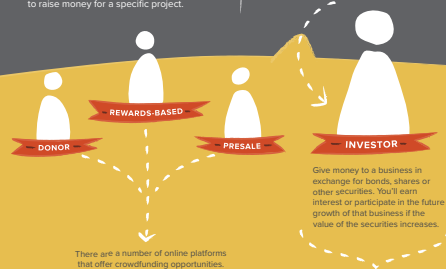 to raise money for a specific project.
REWARDS-BASED
DONOR
PRESALE
INVESTOR
Give money to a business in
exchange for bonds, shares or
other securities. You'll earn
interest or participate in the future
growth of that business if the
value of the securities increases.
There are a number of online platforms
that offer crowdfunding opportunities.